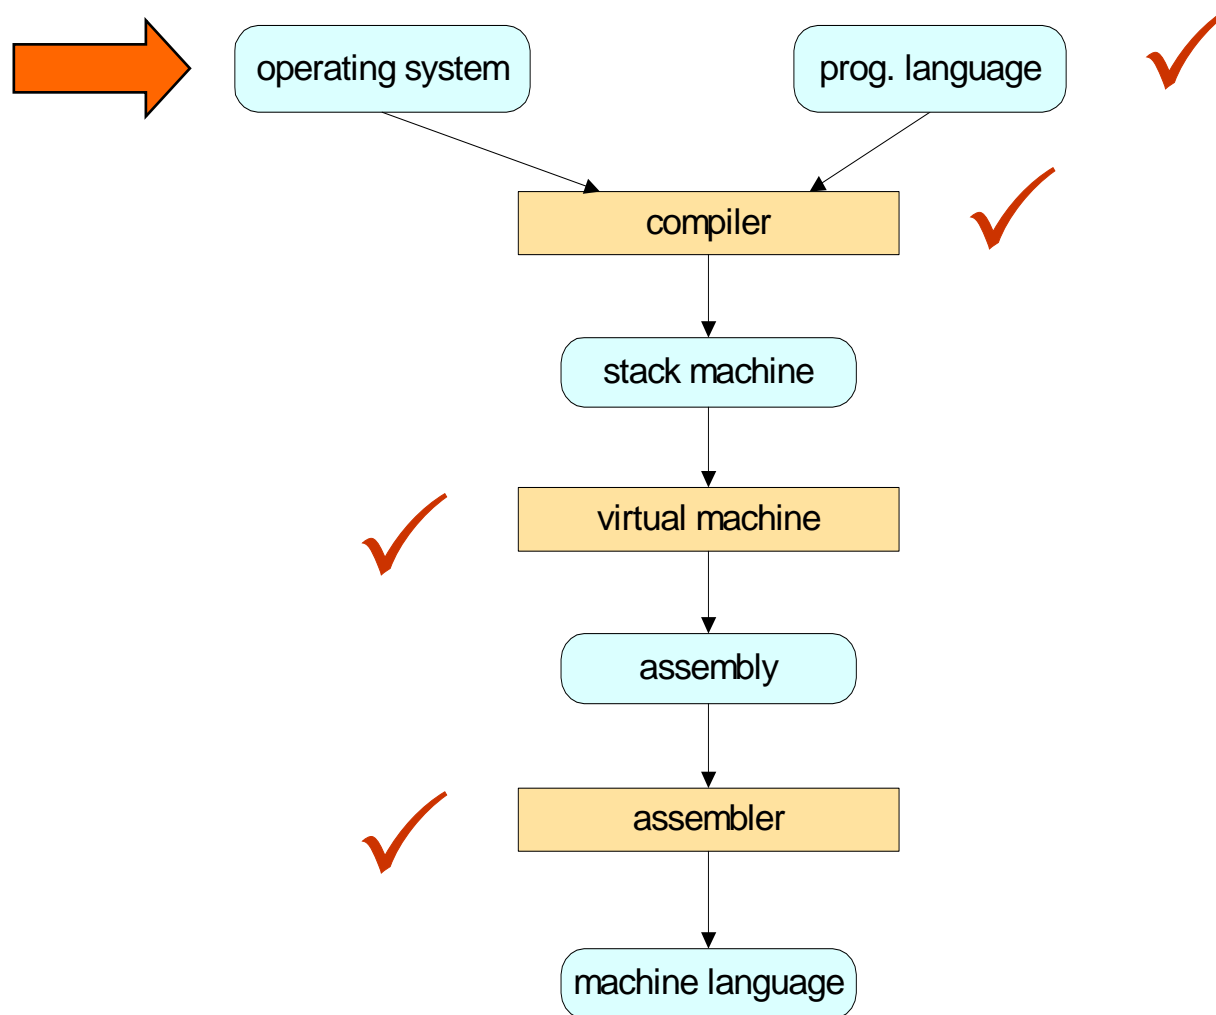 operating system
prog. language
compiler
stack machine
virtual machine
assembly
assembler
machine language